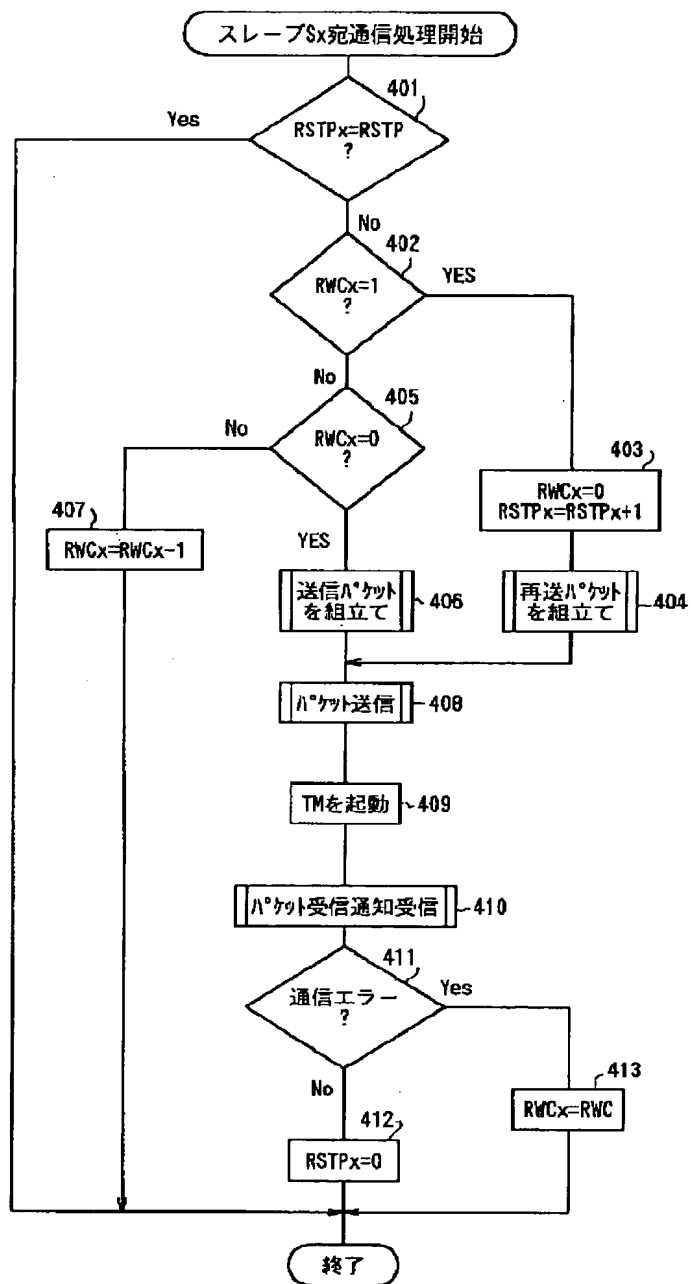 スレーブSx宛通信処理開始
401
Yes
RSTPx=RSTP
?
No
402
RWCx=1
?
YES
No
405
No
RWCx=0
?
403
RWCx=0
RSTPx=RSTPx+1
407
RWCx=RWCx-1
YES
送信ﾊﾟｹｯﾄ
を組立て
406
再送ﾊﾟｹｯﾄ
を組立て
404
ﾊﾟｹｯﾄ送信
408
TMを起動
409
ﾊﾟｹｯﾄ受信通知受信
410
411
通信エラー
?
Yes
No
413
RWCx=RWC
412
RSTPx=0
終了